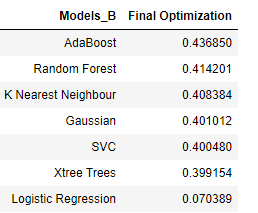 Models_B Final Optimization
AdaBoost 0.436850
Random Forest 0.414201
K Nearest Neighbour 0.408384
Gaussian 0.401012
SVC 0.400480
Xtree Trees 0.399154
Logistic Regression 0.070389